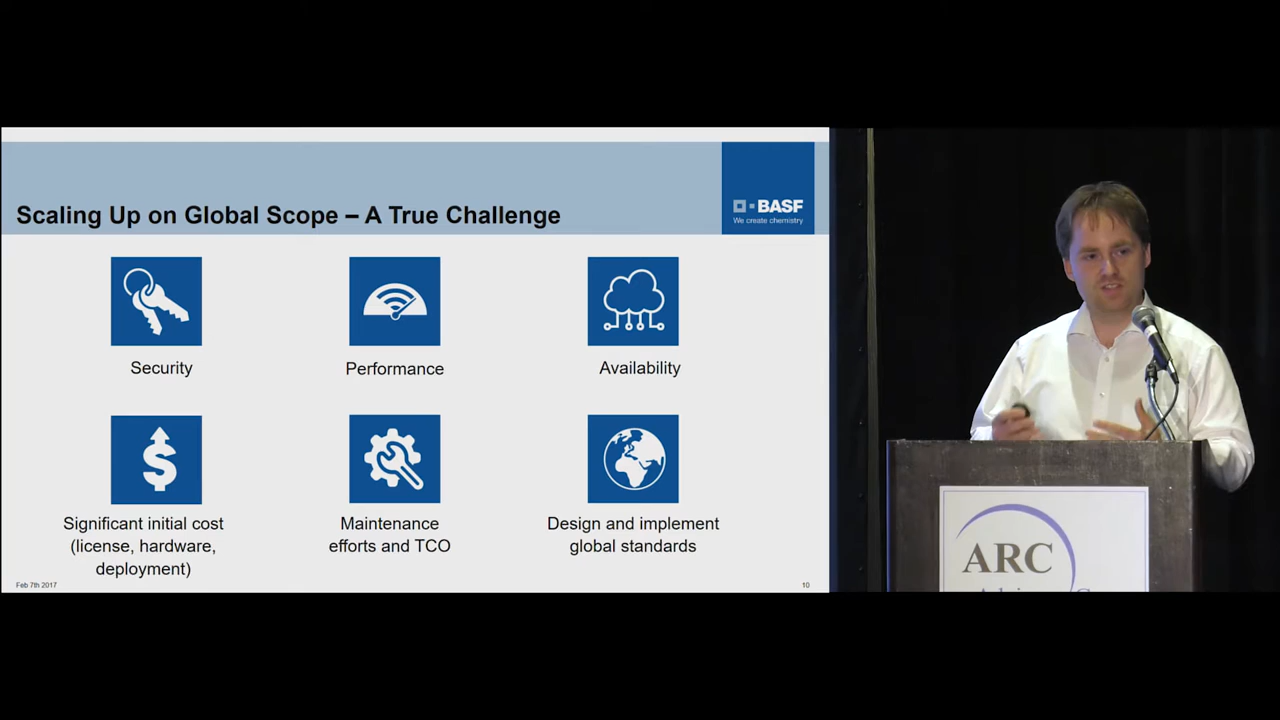 Scaling Up on Global Scope – A True Challenge
BASF
We create chemistry
Security
Performance
Availability
Significant initial cost
(license, hardware,
deployment)
Maintenance
efforts and TCO
Design and implement
global standards
Feb 7th 2017
10
ARC